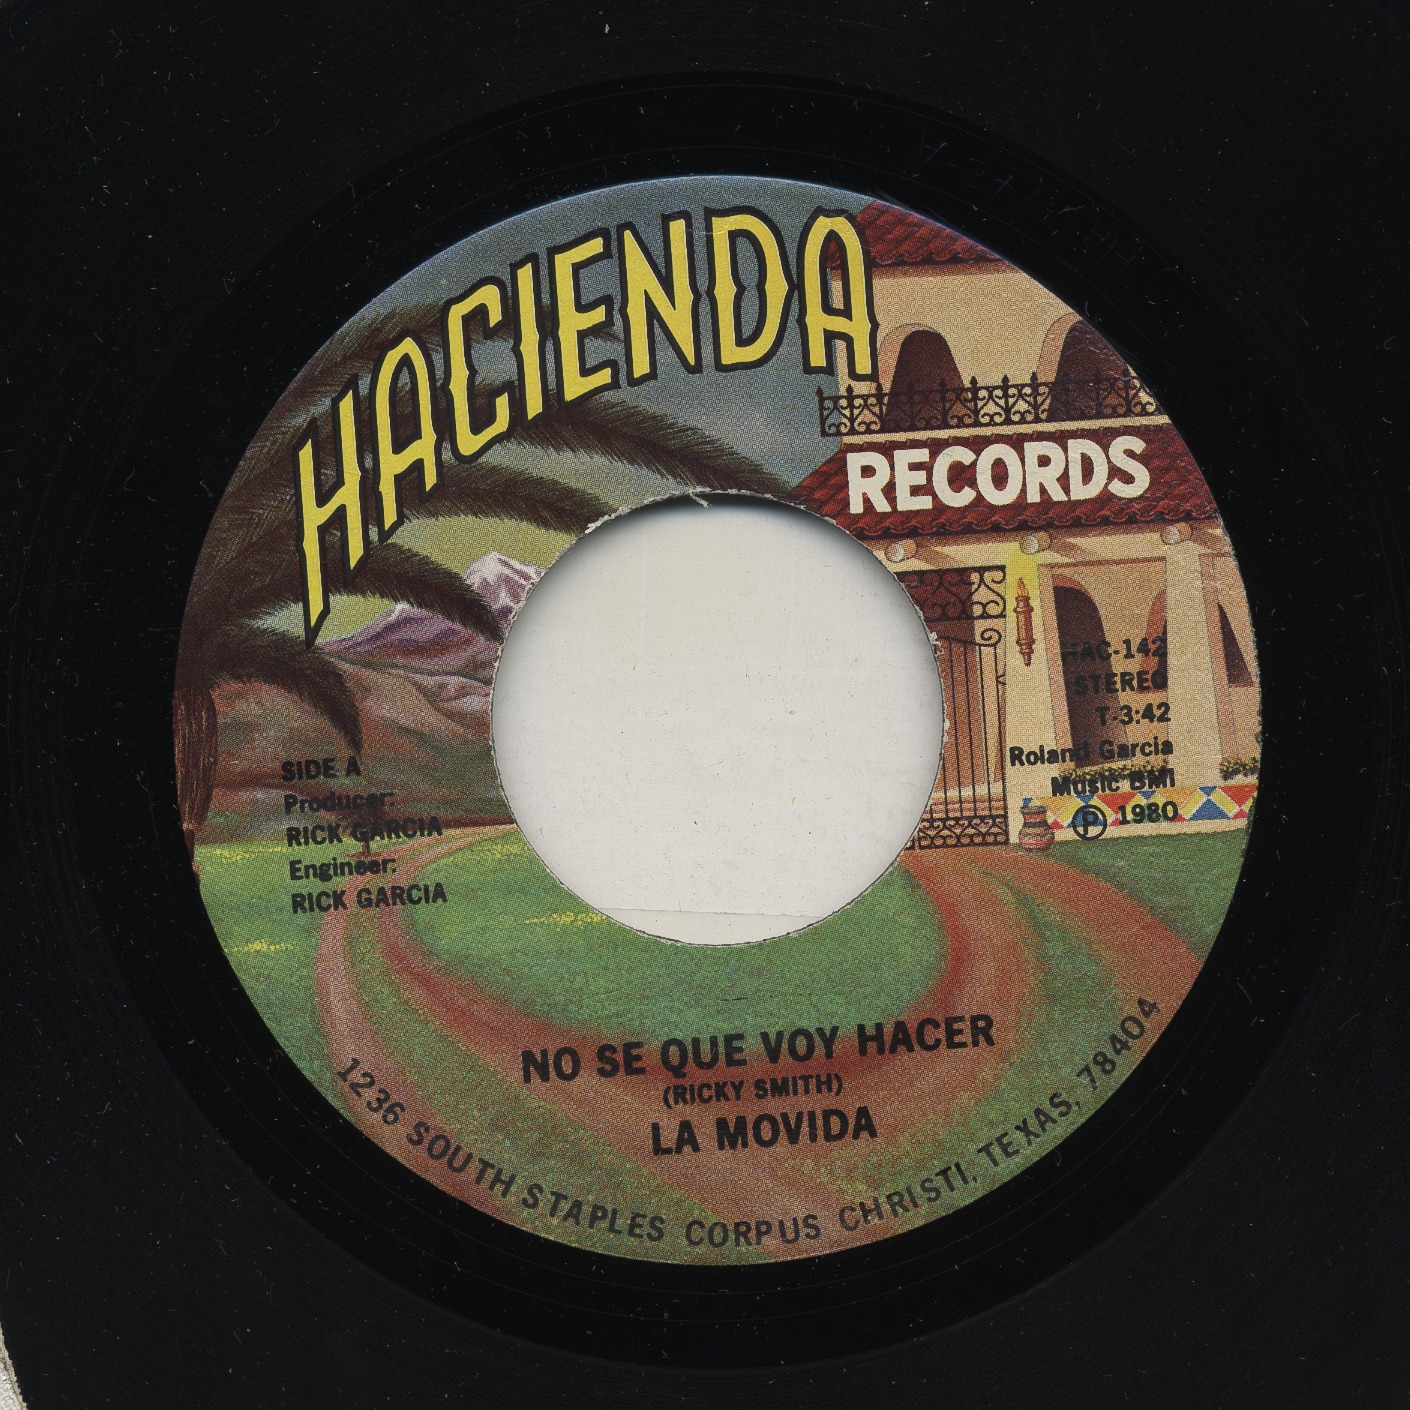 HACIENDA
RECORDS
HAC-142
STEREO
T-3:42
Roland Garcia
Music BMI
Ⓟ 1980
SIDE A
Producer:
RICK GARCIA
Engineer:
RICK GARCIA
NO SE QUE VOY HACER
(RICKY SMITH)
LA MOVIDA
1236 SOUTH STAPLES CORPUS CHRISTI, TEXAS, 78404